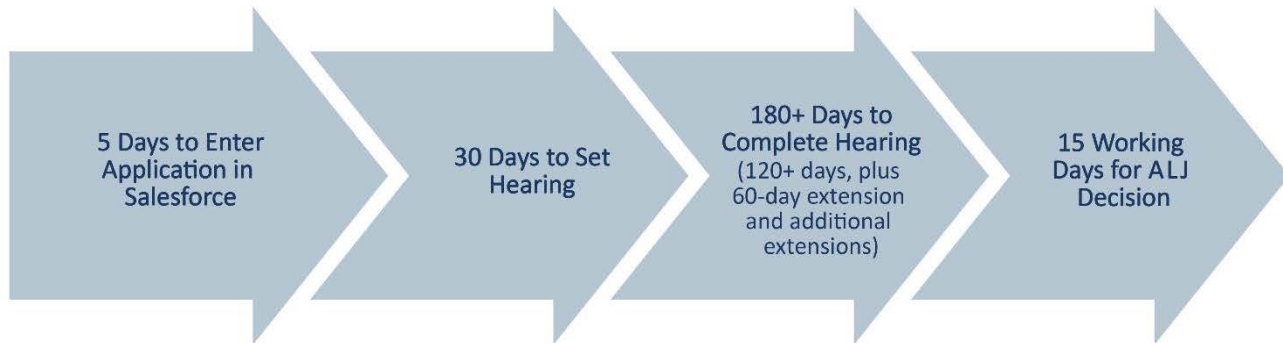 5 Days to Enter
Application in
Salesforce
30 Days to Set
Hearing
180+ Days to
Complete Hearing
(120+ days, plus
60-day extension
and additional
extensions)
15 Working
Days for ALJ
Decision